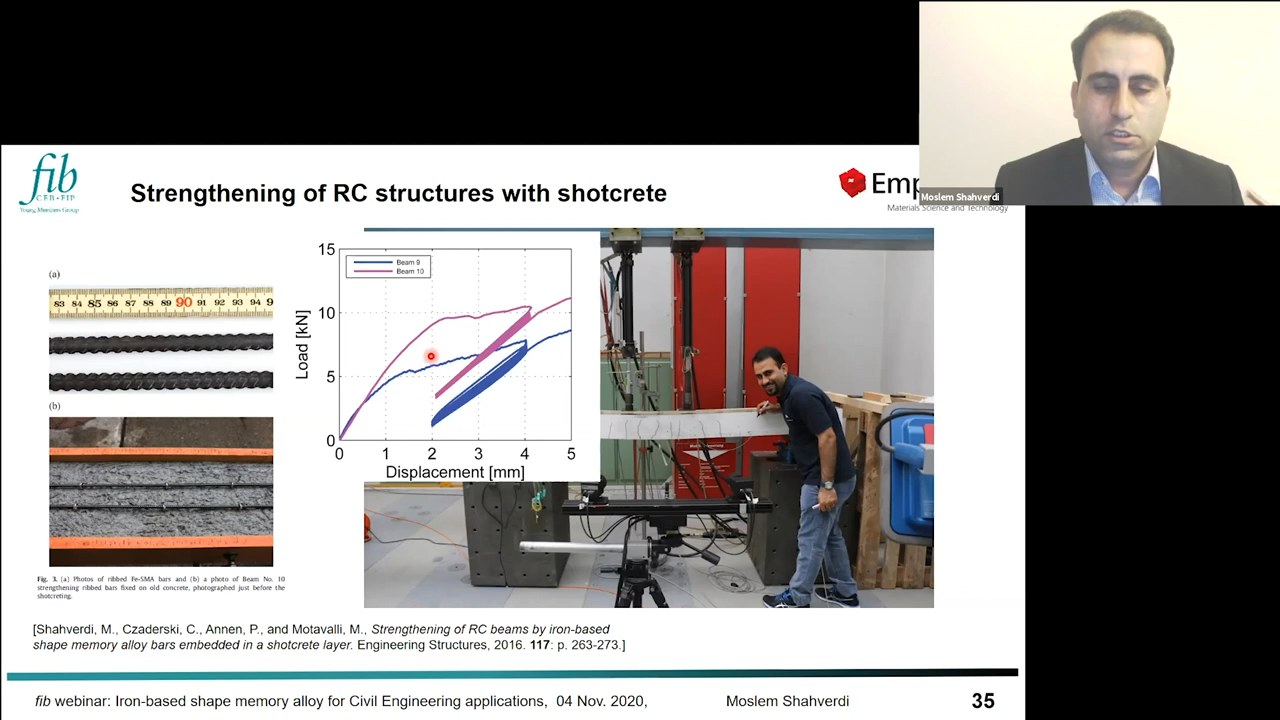 fib
CEB-FIP
Young Members Group
Strengthening of RC structures with shotcrete
Emp
Materials Science and Technology
Moslem Shahverdi
(a)
83 84 85 86 87 88 89 90 91 92 93 94 9
(b)
Fig. 3. (a) Photos of ribbed Fe-SMA bars and (b) a photo of Beam No. 10
strengthening ribbed bars fixed on old concrete, photographed just before the
shotcreting.
15
10
5
0
Load [kN]
Beam 9
Beam 10
0 1 2 3 4 5
Displacement [mm]
[Shahverdi, M., Czaderski, C., Annen, P., and Motavalli, M., Strengthening of RC beams by iron-based
shape memory alloy bars embedded in a shotcrete layer. Engineering Structures, 2016. 117: p. 263-273.]
fib webinar: Iron-based shape memory alloy for Civil Engineering applications, 04 Nov. 2020,
Moslem Shahverdi
35